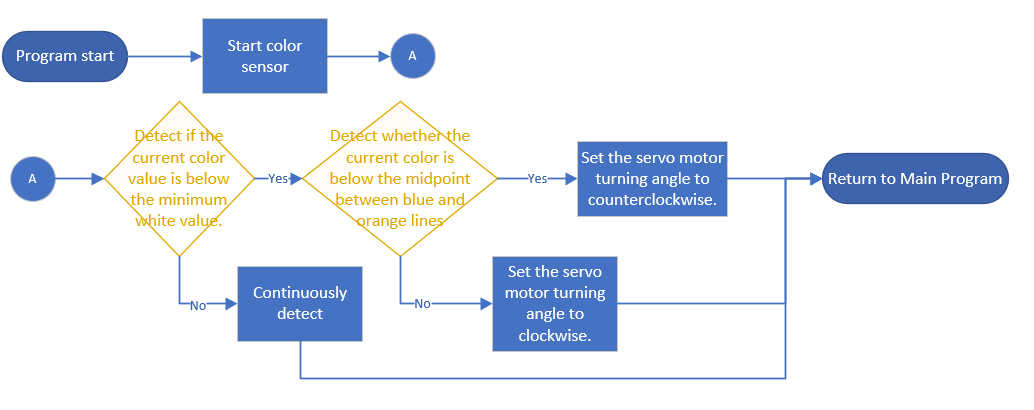 Program start
Start color
sensor
A
A
Detect if the
current color
value is below
the minimum
white value.
Yes
Detect whether the
current color is
below the midpoint
between blue and
orange lines
Yes
Set the servo motor
turning angle to
counterclockwise.
Return to Main Program
No
Continuously
detect
No
Set the servo
motor turning
angle to
clockwise.